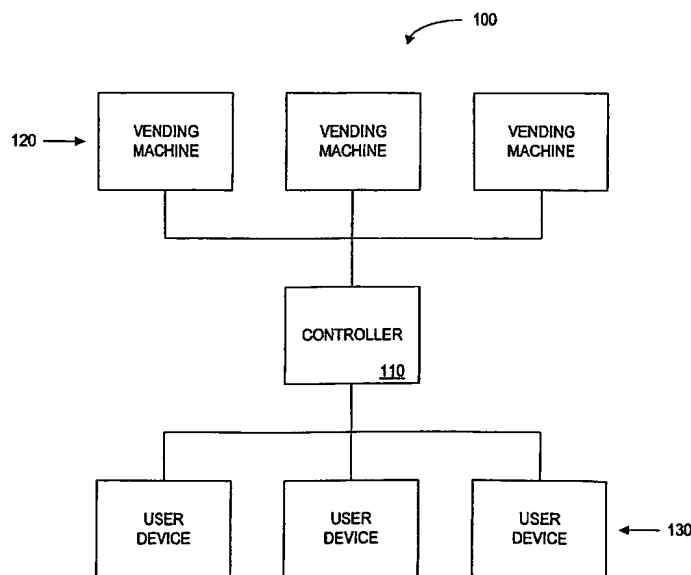 100
120
VENDING
MACHINE
VENDING
MACHINE
VENDING
MACHINE
CONTROLLER
110
USER
DEVICE
USER
DEVICE
USER
DEVICE
130